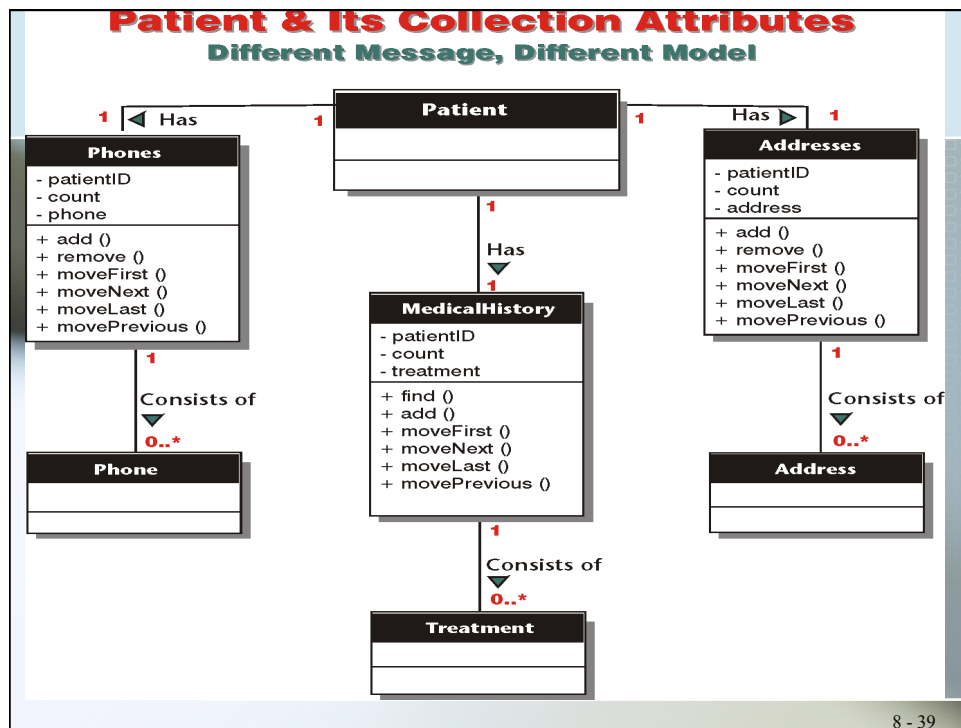 Patient & Its Collection Attributes
Different Message, Different Model
Patient
1
Has
1
1
Has
1
Phones
- patientID
- count
- phone
+ add ()
+ remove ()
+ moveFirst ()
+ moveNext ()
+ moveLast ()
+ movePrevious ()
1
Consists of
0..*
Phone
1
Has
1
MedicalHistory
- patientID
- count
- treatment
+ find ()
+ add ()
+ moveFirst ()
+ moveNext ()
+ moveLast ()
+ movePrevious ()
1
Consists of
0..*
Treatment
Addresses
- patientID
- count
- address
+ add ()
+ remove ()
+ moveFirst ()
+ moveNext ()
+ moveLast ()
+ movePrevious ()
1
Consists of
0..*
Address
8 - 39